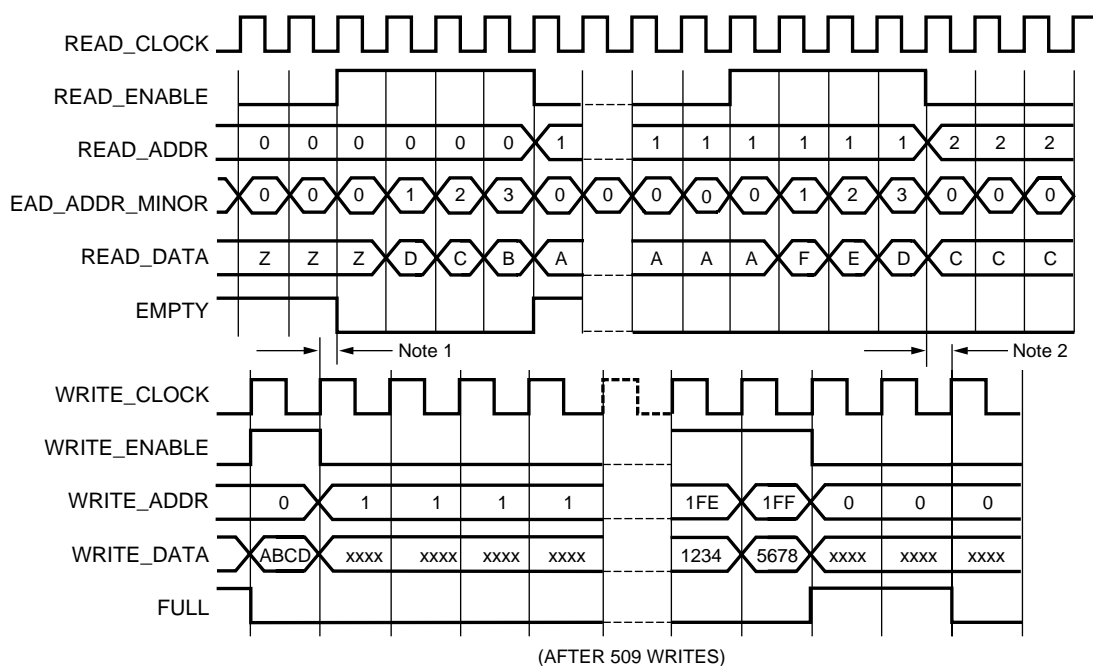 READ_CLOCK
READ_ENABLE
READ_ADDR 0 0 0 0 0 0 1 1 1 1 1 1 1 2 2 2
EAD_ADDR_MINOR 0 0 0 1 2 3 0 0 0 0 0 1 2 3 0 0 0
READ_DATA Z Z Z D C B A A A A F E D C C C
EMPTY
Note 1 Note 2
WRITE_CLOCK
WRITE_ENABLE
WRITE_ADDR 0 1 1 1 1 1FE 1FF 0 0 0
WRITE_DATA ABCD xxxx xxxx xxxx xxxx 1234 5678 xxxx xxxx xxxx
FULL
(AFTER 509 WRITES)